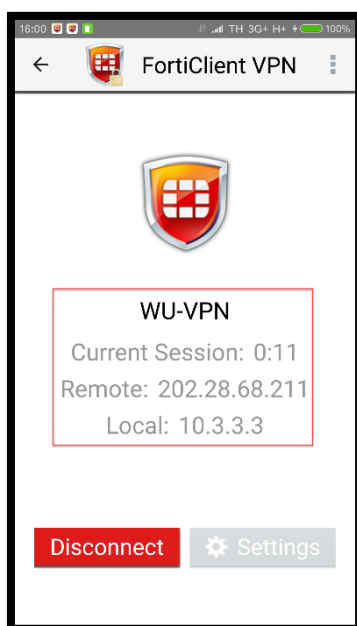 16:00 TH 3G+ H+ 100%
FortiClient VPN
WU-VPN
Current Session: 0:11
Remote: 202.28.68.211
Local: 10.3.3.3
Disconnect Settings